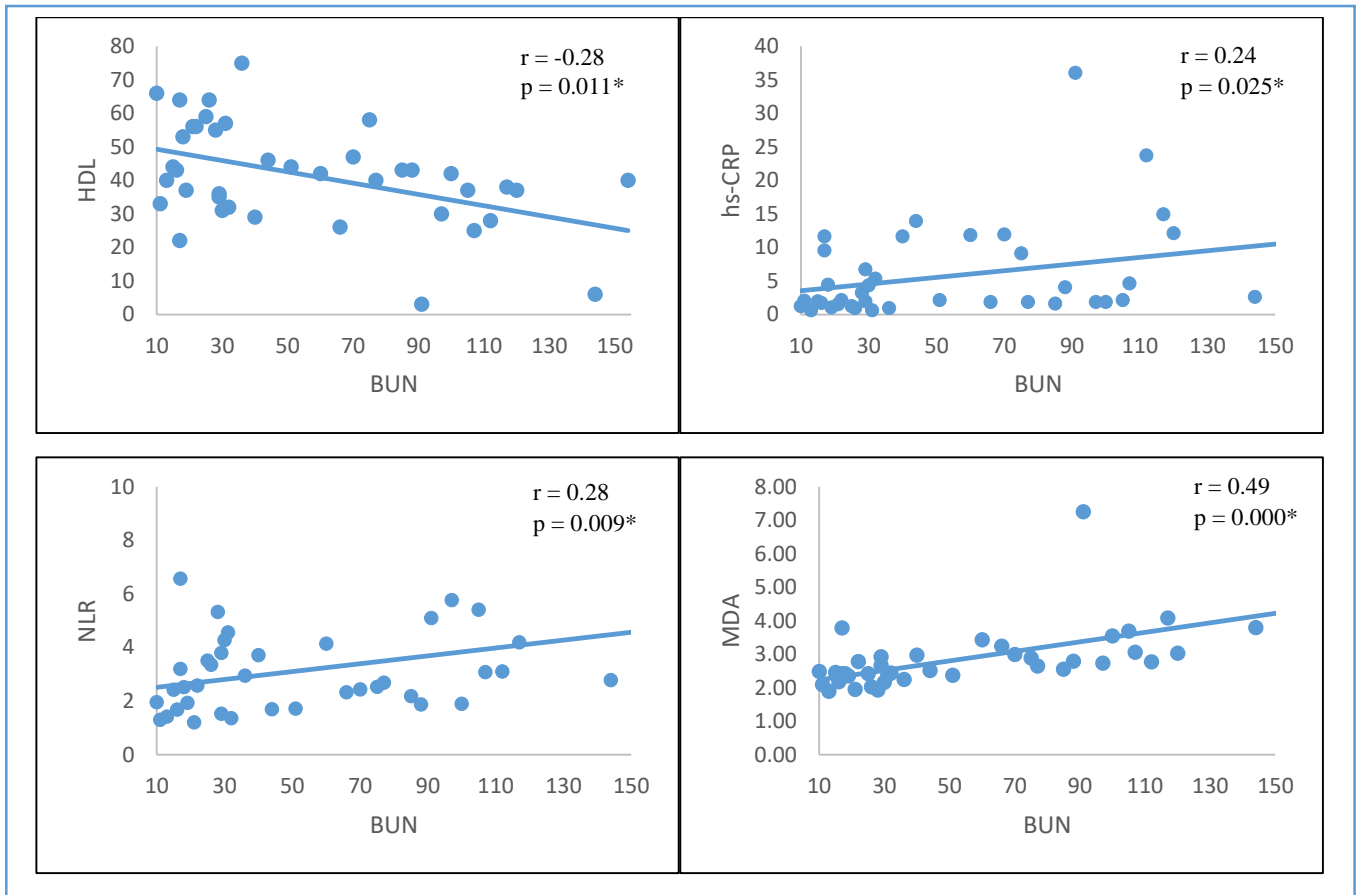 r = -0.28
p = 0.011*
80
70
60
50
40
30
20
10
0
HDL
10 30 50 70 90 110 130 150
BUN
r = 0.24
p = 0.025*
40
35
30
25
20
15
10
5
0
hs-CRP
10 30 50 70 90 110 130 150
BUN
r = 0.28
p = 0.009*
10
8
6
4
2
0
NLR
10 30 50 70 90 110 130 150
BUN
r = 0.49
p = 0.000*
8.00
7.00
6.00
5.00
4.00
3.00
2.00
1.00
0.00
MDA
10 30 50 70 90 110 130 150
BUN